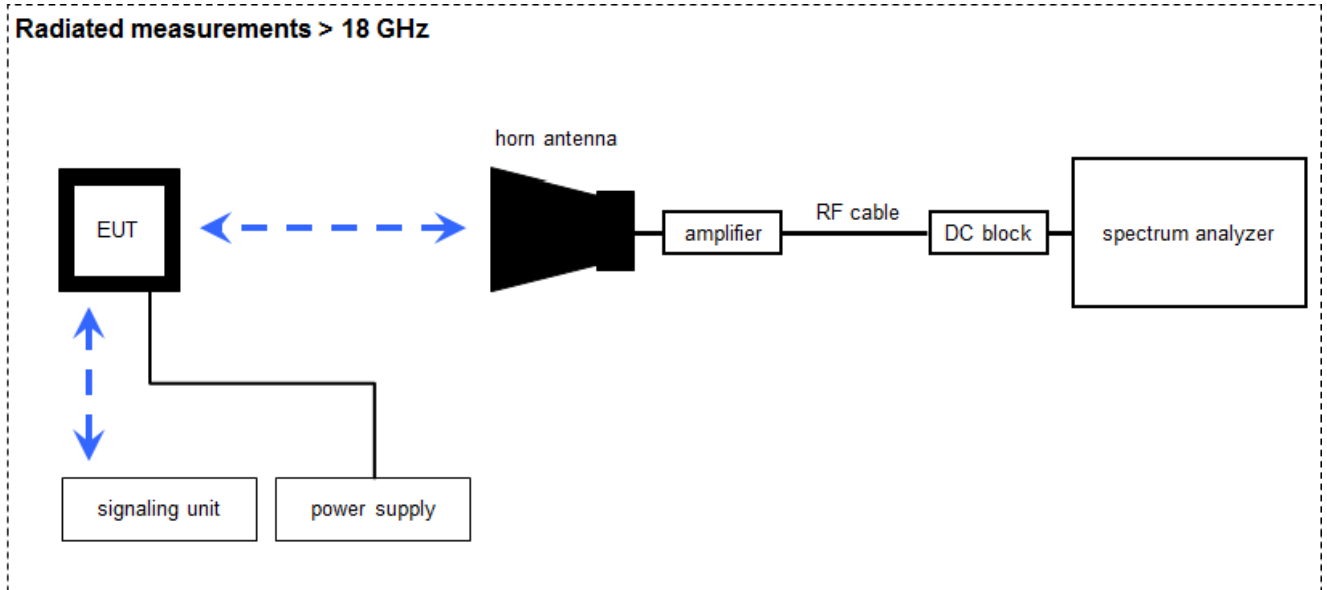 Radiated measurements > 18 GHz
horn antenna
EUT
amplifier
RF cable
DC block
spectrum analyzer
signaling unit
power supply